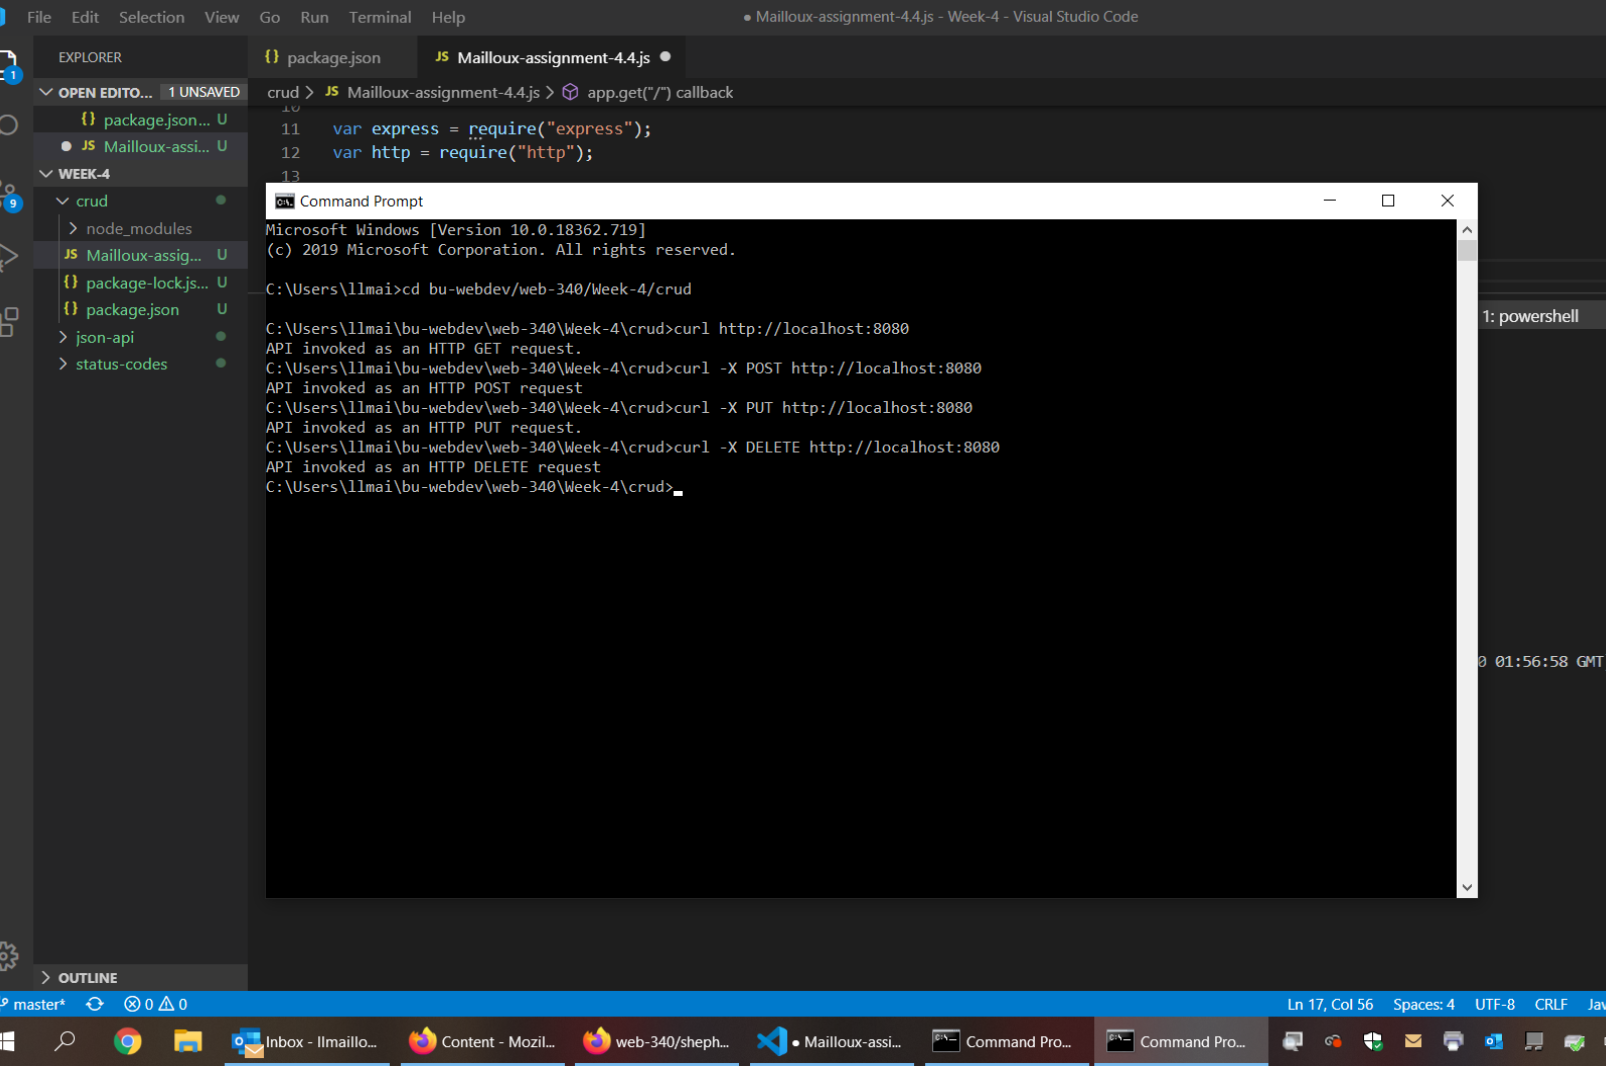 File Edit Selection View Go Run Terminal Help
● Mailloux-assignment-4.4.js - Week-4 - Visual Studio Code
EXPLORER
{} package.json
JS Mailloux-assignment-4.4.js ●
OPEN EDITO... 1 UNSAVED
crud > JS Mailloux-assignment-4.4.js > app.get("/") callback
{} package.json... U
● JS Mailloux-assi... U
WEEK-4
crud
node_modules
JS Mailloux-assig... U
{} package-lock.js... U
{} package.json U
json-api
status-codes
10
11 var express = require("express");
12 var http = require("http");
13
Command Prompt
Microsoft Windows [Version 10.0.18362.719]
(c) 2019 Microsoft Corporation. All rights reserved.
C:\Users\llmai>cd bu-webdev/web-340/Week-4/crud
C:\Users\llmai\bu-webdev\web-340\Week-4\crud>curl http://localhost:8080
API invoked as an HTTP GET request.
C:\Users\llmai\bu-webdev\web-340\Week-4\crud>curl -X POST http://localhost:8080
API invoked as an HTTP POST request
C:\Users\llmai\bu-webdev\web-340\Week-4\crud>curl -X PUT http://localhost:8080
API invoked as an HTTP PUT request.
C:\Users\llmai\bu-webdev\web-340\Week-4\crud>curl -X DELETE http://localhost:8080
API invoked as an HTTP DELETE request
C:\Users\llmai\bu-webdev\web-340\Week-4\crud>
1: powershell
0 01:56:58 GMT
1
9
OUTLINE
master* 0 0
Ln 17, Col 56 Spaces: 4 UTF-8 CRLF Jav
Inbox - llmaillo...
Content - Mozil...
web-340/sheph...
● Mailloux-assi...
Command Pro...
Command Pro...